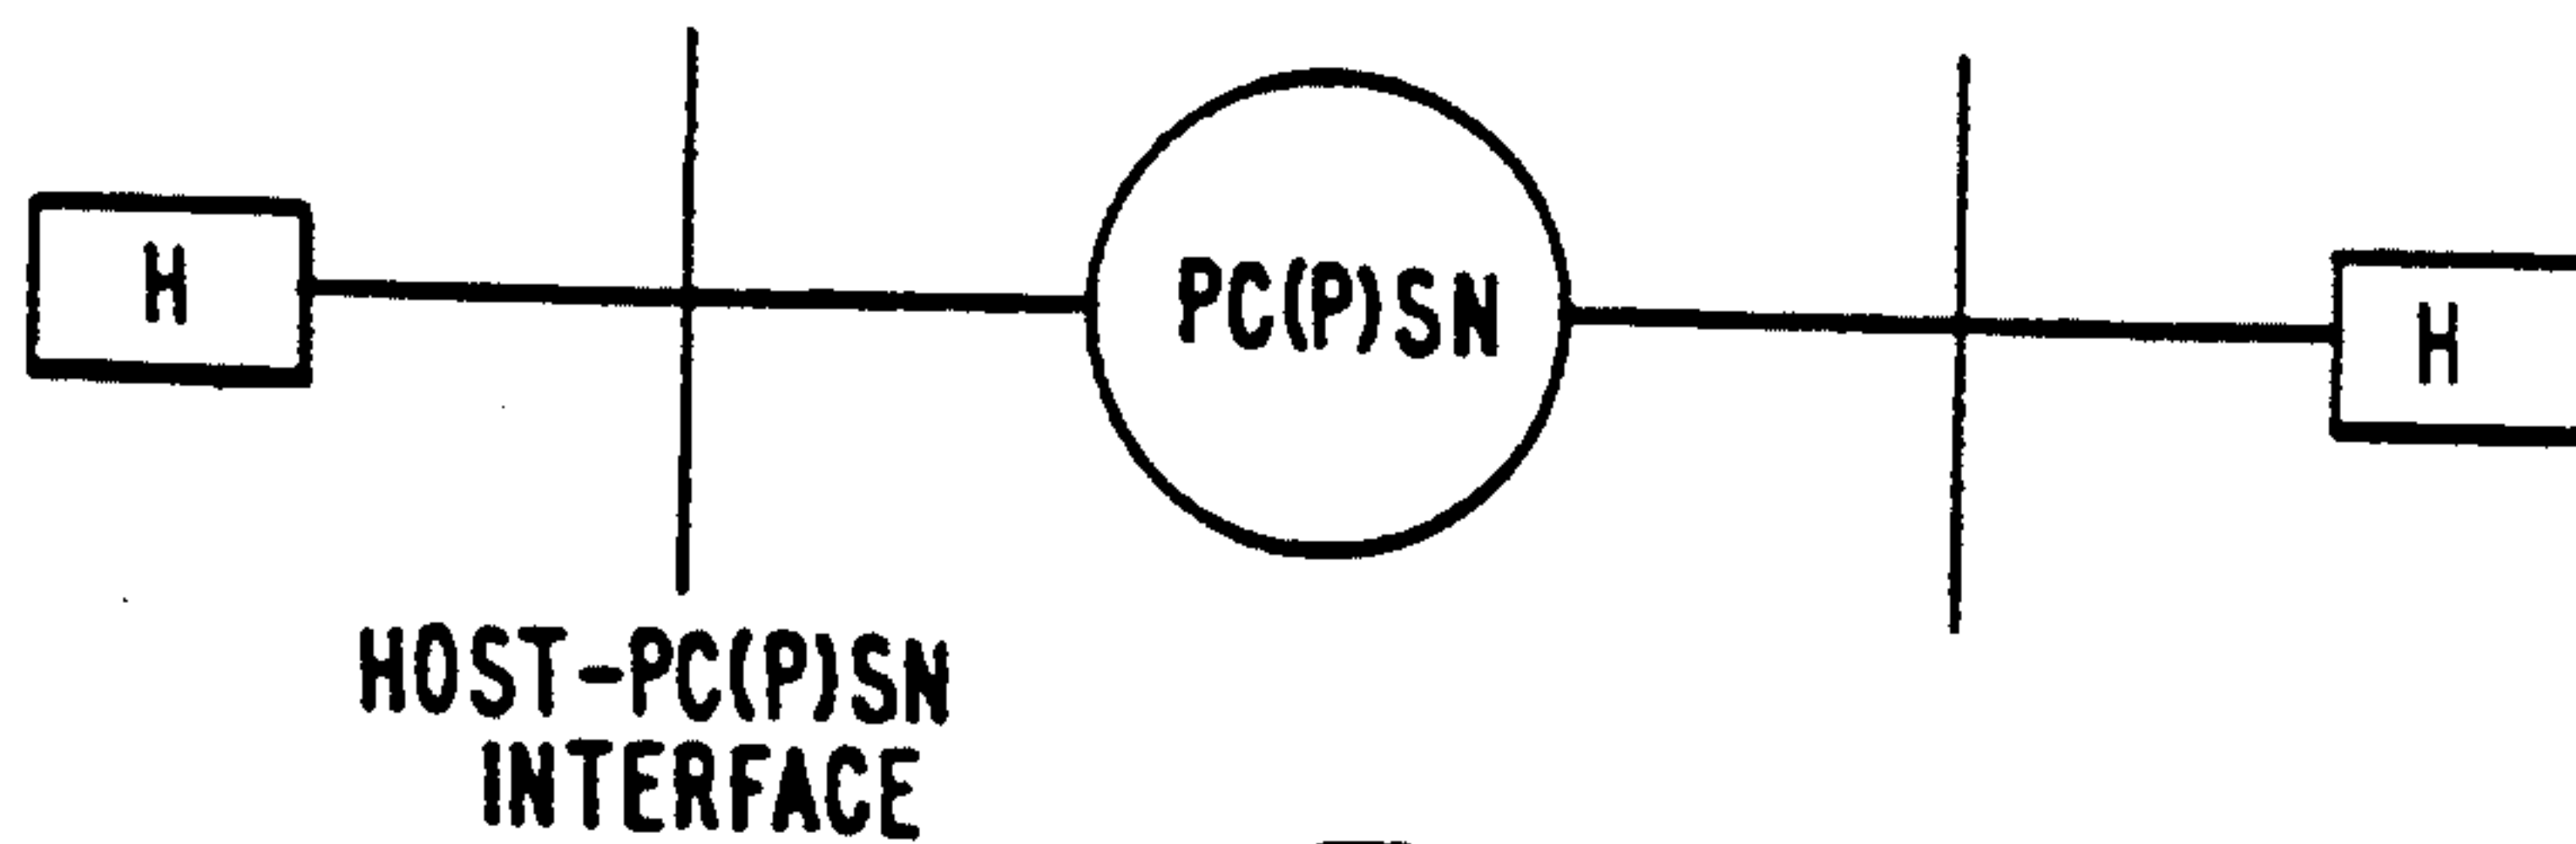 H
PC(P)SN
H
HOST-PC(P)SN
INTERFACE